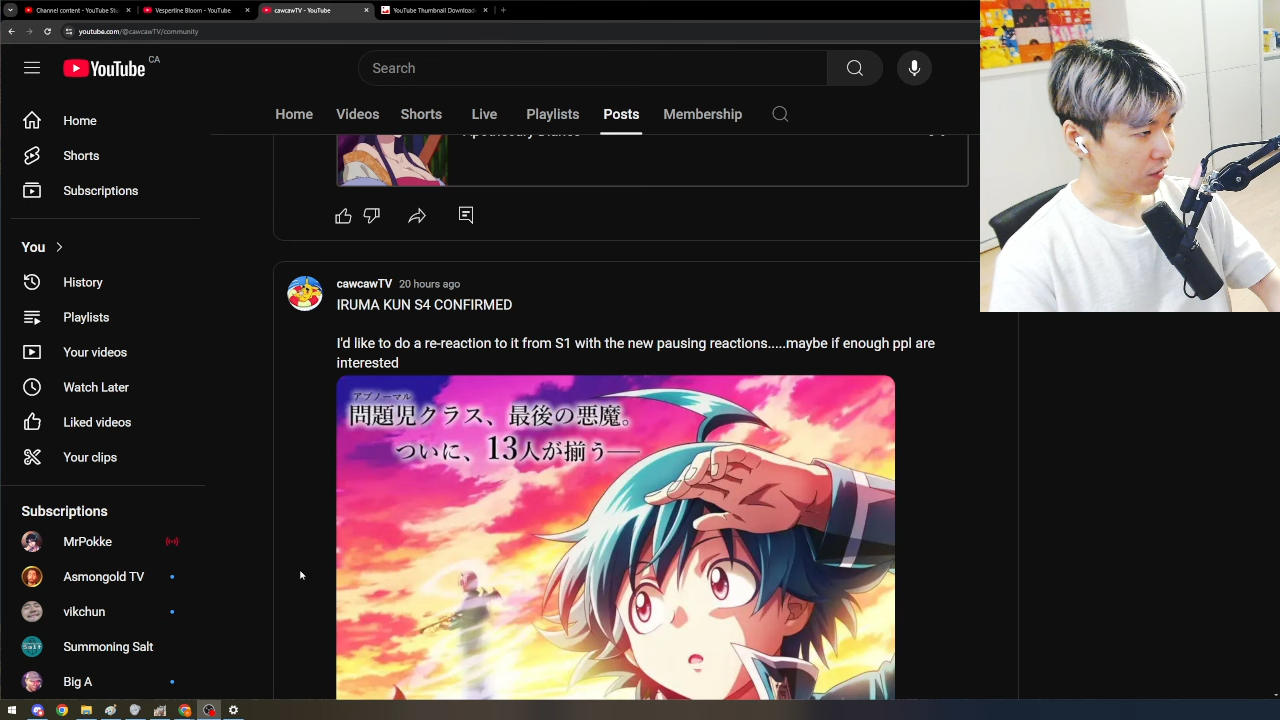 Channel content - YouTube Stu
Vespertine Bloom - YouTube
cawcawTV - YouTube
YouTube Thumbnail Download
youtube.com/@cawcawTV/community
YouTube CA
Search
Home Videos Shorts Live Playlists Posts Membership
Home
Shorts
Subscriptions
You
History
Playlists
Your videos
Watch Later
Liked videos
Your clips
Subscriptions
MrPokke
Asmongold TV
vikchun
Summoning Salt
Big A
cawcawTV 20 hours ago
IRUMA KUN S4 CONFIRMED
I'd like to do a re-reaction to it from S1 with the new pausing reactions.....maybe if enough ppl are
interested
アブノーマル
問題児クラス、最後の悪魔。
ついに、13人が揃う——